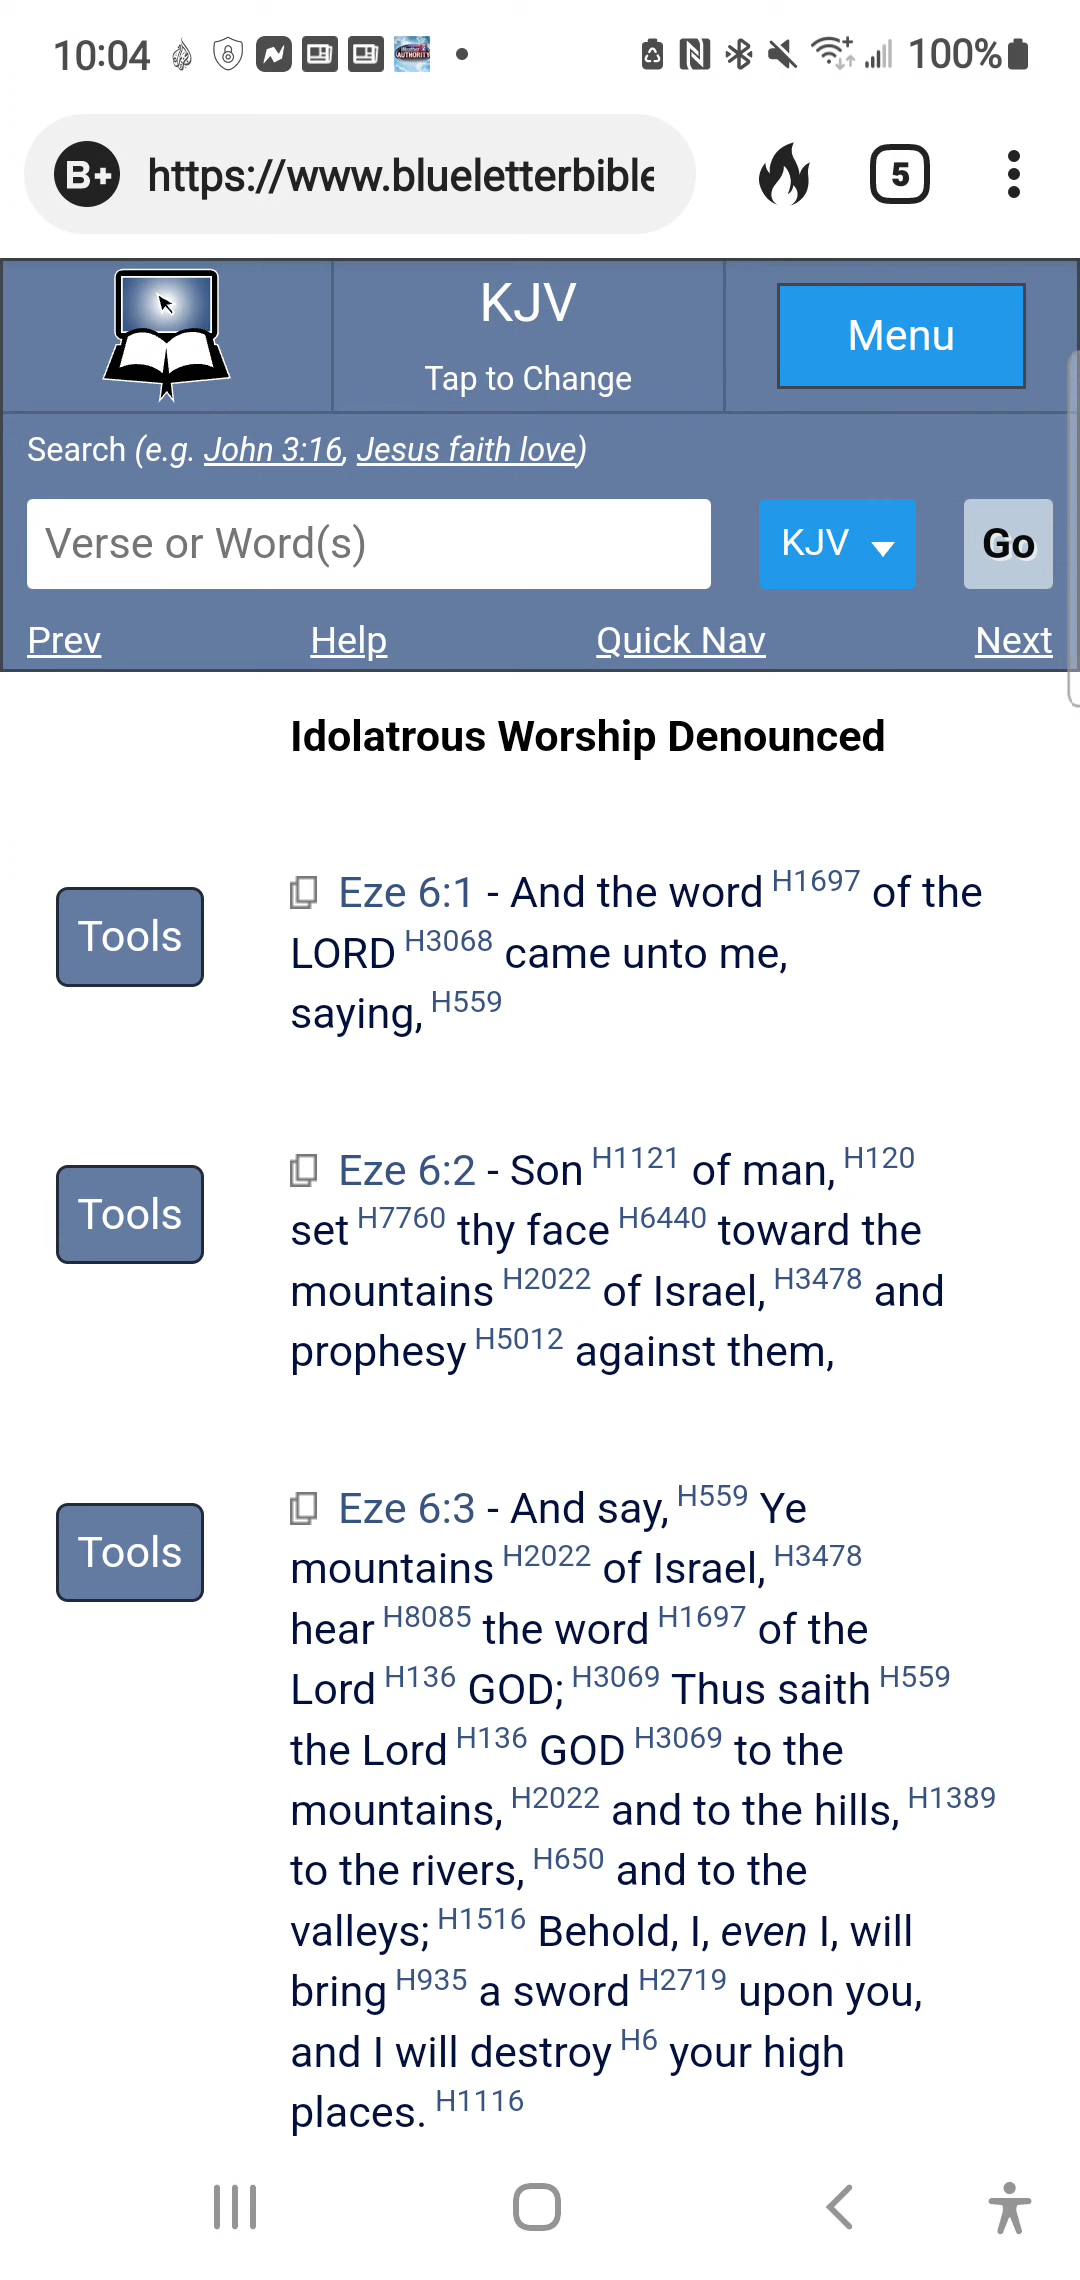 10:04 100%
B+ https://www.blueletterbible 5
KJV
Tap to Change
Menu
Search (e.g. John 3:16, Jesus faith love)
Verse or Word(s) KJV Go
Prev Help Quick Nav Next
Idolatrous Worship Denounced
Tools
Eze 6:1 - And the word H1697 of the
LORD H3068 came unto me,
saying, H559
Tools
Eze 6:2 - Son H1121 of man, H120
set H7760 thy face H6440 toward the
mountains H2022 of Israel, H3478 and
prophesy H5012 against them,
Tools
Eze 6:3 - And say, H559 Ye
mountains H2022 of Israel, H3478
hear H8085 the word H1697 of the
Lord H136 GOD; H3069 Thus saith H559
the Lord H136 GOD H3069 to the
mountains, H2022 and to the hills, H1389
to the rivers, H650 and to the
valleys; H1516 Behold, I, even I, will
bring H935 a sword H2719 upon you,
and I will destroy H6 your high
places. H1116